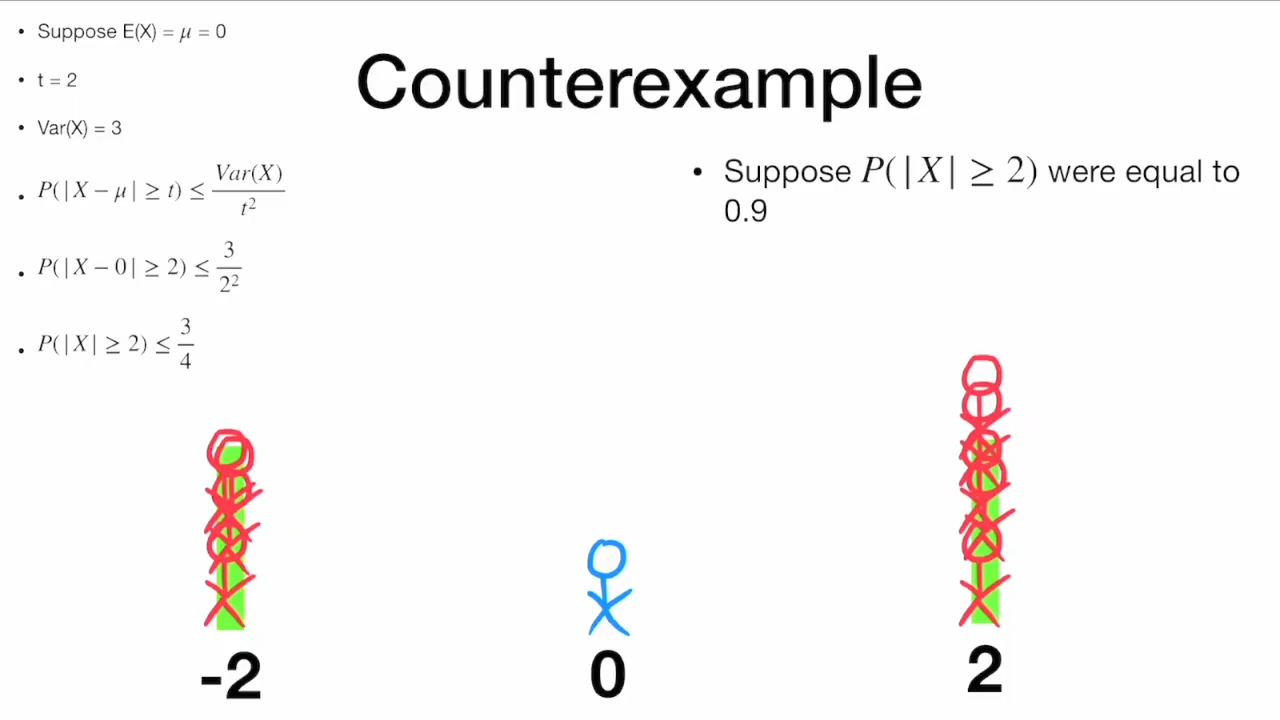 • Suppose E(X) = μ = 0
• t = 2
• Var(X) = 3
• P(|X − μ| ≥ t) ≤ Var(X)/t²
• P(|X − 0| ≥ 2) ≤ 3/2²
• P(|X| ≥ 2) ≤ 3/4
Counterexample
• Suppose P(|X| ≥ 2) were equal to
0.9
-2 0 2